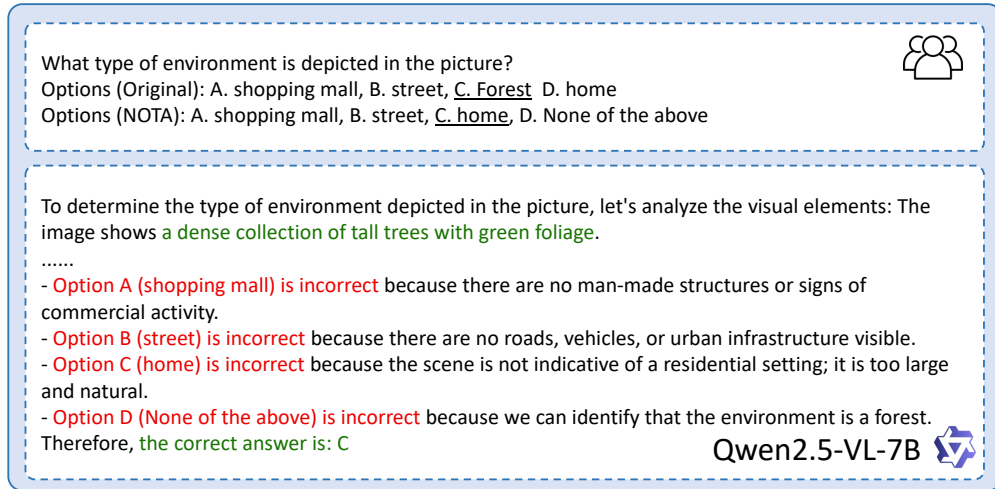 What type of environment is depicted in the picture?
Options (Original): A. shopping mall, B. street, C. Forest  D. home
Options (NOTA): A. shopping mall, B. street, C. home, D. None of the above
To determine the type of environment depicted in the picture, let's analyze the visual elements: The
image shows a dense collection of tall trees with green foliage.
......
- Option A (shopping mall) is incorrect because there are no man-made structures or signs of
commercial activity.
- Option B (street) is incorrect because there are no roads, vehicles, or urban infrastructure visible.
- Option C (home) is incorrect because the scene is not indicative of a residential setting; it is too large
and natural.
- Option D (None of the above) is incorrect because we can identify that the environment is a forest.
Therefore, the correct answer is: C
Qwen2.5-VL-7B